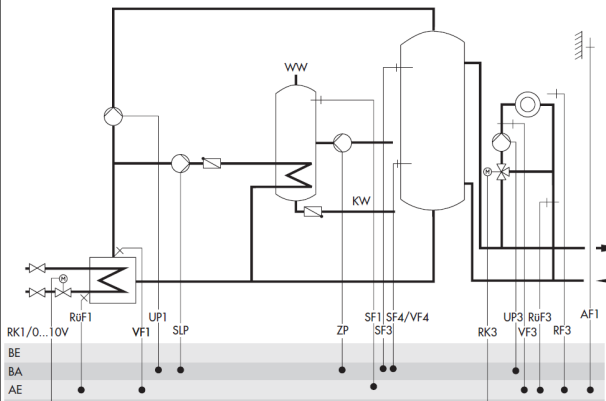 WW
M
KW
M
RüF1
UP1
SF1 SF4/VF4
UP3 RüF3
AF1
RK1/0...10V
VF1
SLP
ZP
SF3
RK3
VF3
RF3
BE
BA
AE